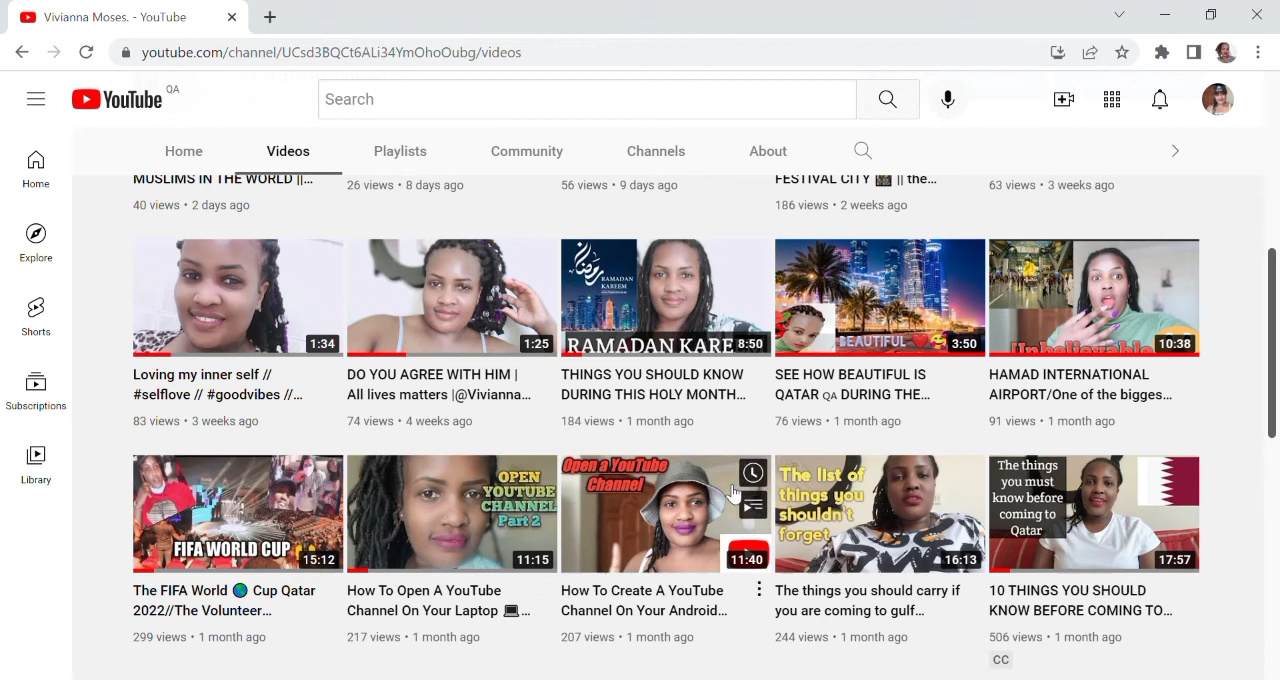 Vivianna Moses. - YouTube
youtube.com/channel/UCsd3BQCt6ALi34YmOhoOubg/videos
YouTube QA
Search
Home
Videos
Playlists
Community
Channels
About
Home
Explore
Shorts
Subscriptions
Library
MUSLIMS IN THE WORLD ||...
40 views • 2 days ago
26 views • 8 days ago
56 views • 9 days ago
FESTIVAL CITY 🌃 || the...
186 views • 2 weeks ago
63 views • 3 weeks ago
1:34
Loving my inner self //
#selflove // #goodvibes //...
83 views • 3 weeks ago
1:25
DO YOU AGREE WITH HIM |
All lives matters |@Vivianna...
74 views • 4 weeks ago
RAMADAN
KAREEM
RAMADAN KARE
8:50
THINGS YOU SHOULD KNOW
DURING THIS HOLY MONTH...
184 views • 1 month ago
BEAUTIFUL ❤️🥰
3:50
SEE HOW BEAUTIFUL IS
QATAR QA DURING THE...
76 views • 1 month ago
Unbelievable
10:38
HAMAD INTERNATIONAL
AIRPORT/One of the bigges...
91 views • 1 month ago
FIFA WORLD CUP
15:12
The FIFA World 🌎 Cup Qatar
2022//The Volunteer...
299 views • 1 month ago
OPEN
YOUTUBE
CHANNEL
Part 2
11:15
How To Open A YouTube
Channel On Your Laptop 💻...
217 views • 1 month ago
Open a YouTube
Channel
11:40
How To Create A YouTube
Channel On Your Android...
207 views • 1 month ago
The list of
things you
shouldn't
forget
16:13
The things you should carry if
you are coming to gulf...
244 views • 1 month ago
The things
you must
know before
coming to
Qatar
17:57
10 THINGS YOU SHOULD
KNOW BEFORE COMING TO...
506 views • 1 month ago
CC